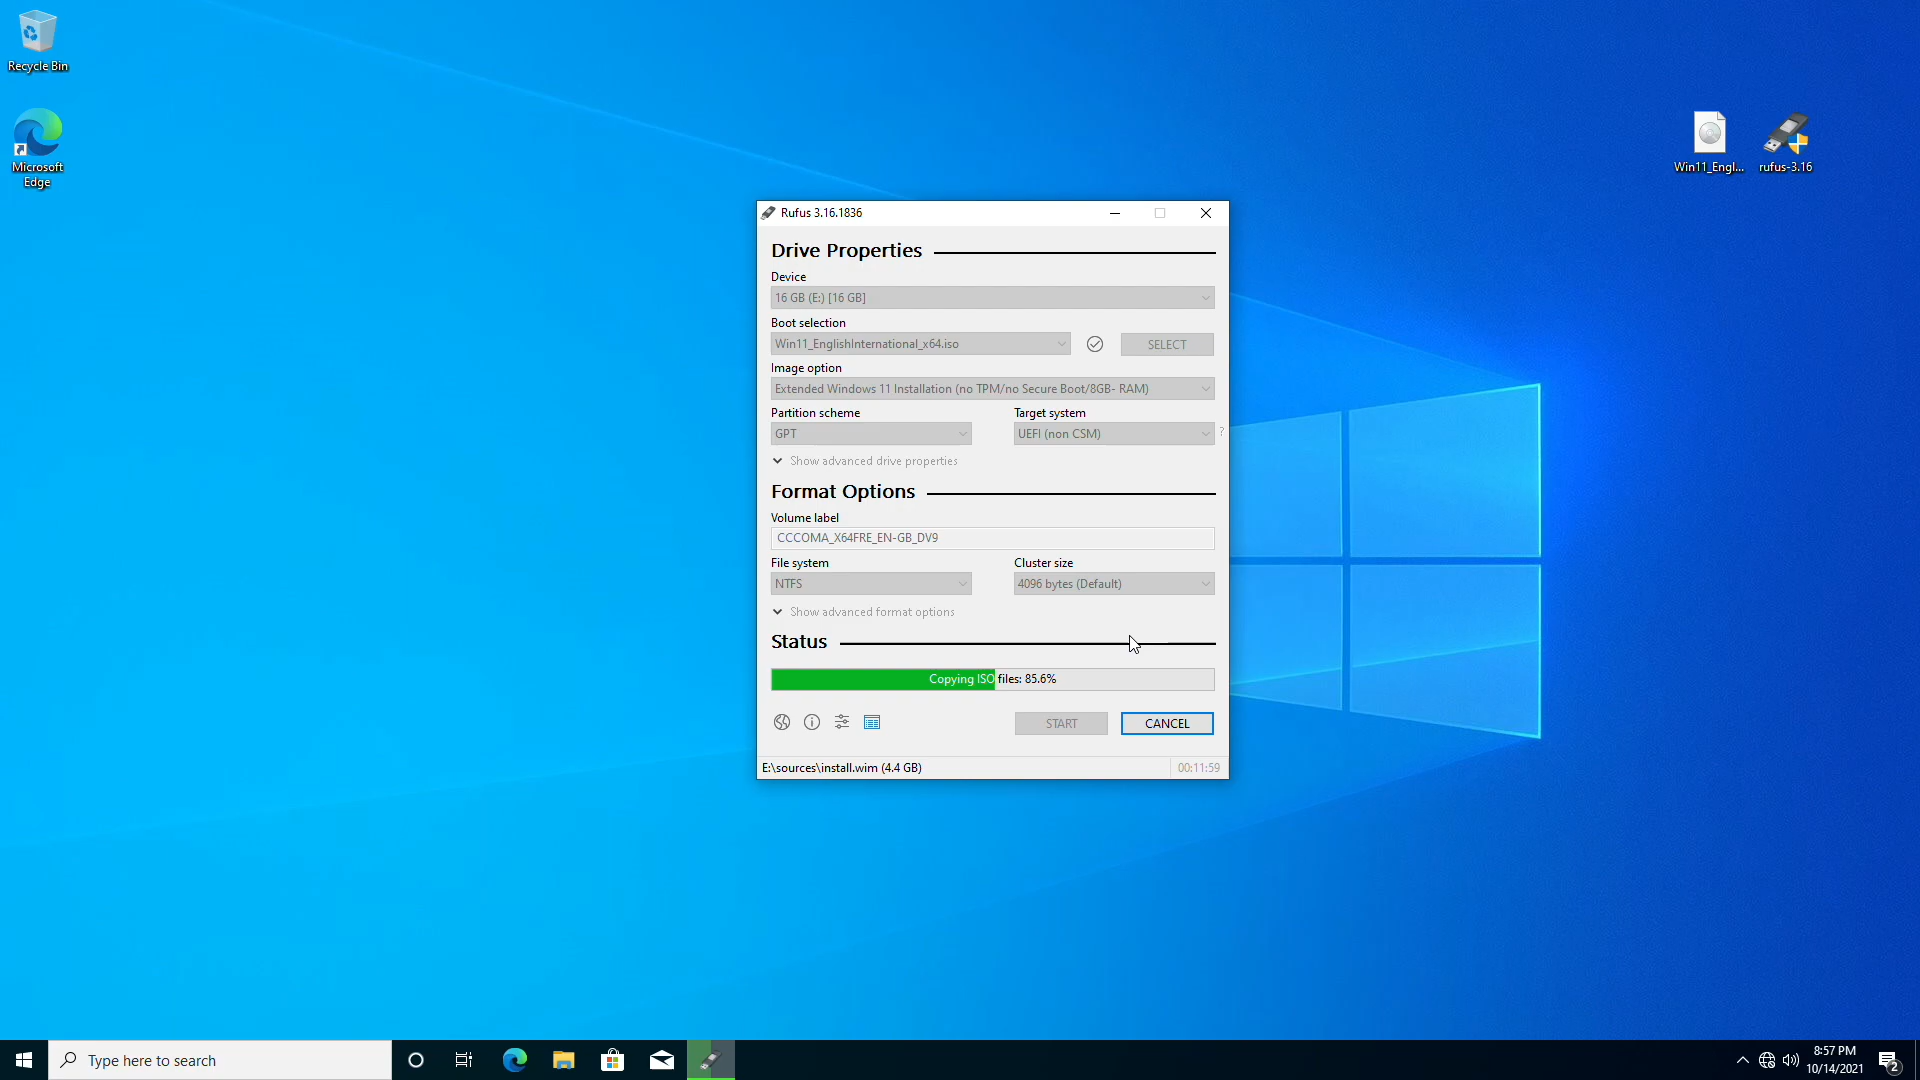 Recycle Bin
Microsoft
Edge
Win11_Engl...
rufus-3.16
Rufus 3.16.1836
Drive Properties
Device
16 GB (E:) [16 GB]
Boot selection
Win11_EnglishInternational_x64.iso
SELECT
Image option
Extended Windows 11 Installation (no TPM/no Secure Boot/8GB- RAM)
Partition scheme
Target system
GPT
UEFI (non CSM)
?
Show advanced drive properties
Format Options
Volume label
CCCOMA_X64FRE_EN-GB_DV9
File system
Cluster size
NTFS
4096 bytes (Default)
Show advanced format options
Status
Copying ISO files: 85.6%
START
CANCEL
E:\sources\install.wim (4.4 GB)
00:11:59
Type here to search
8:57 PM
10/14/2021
2